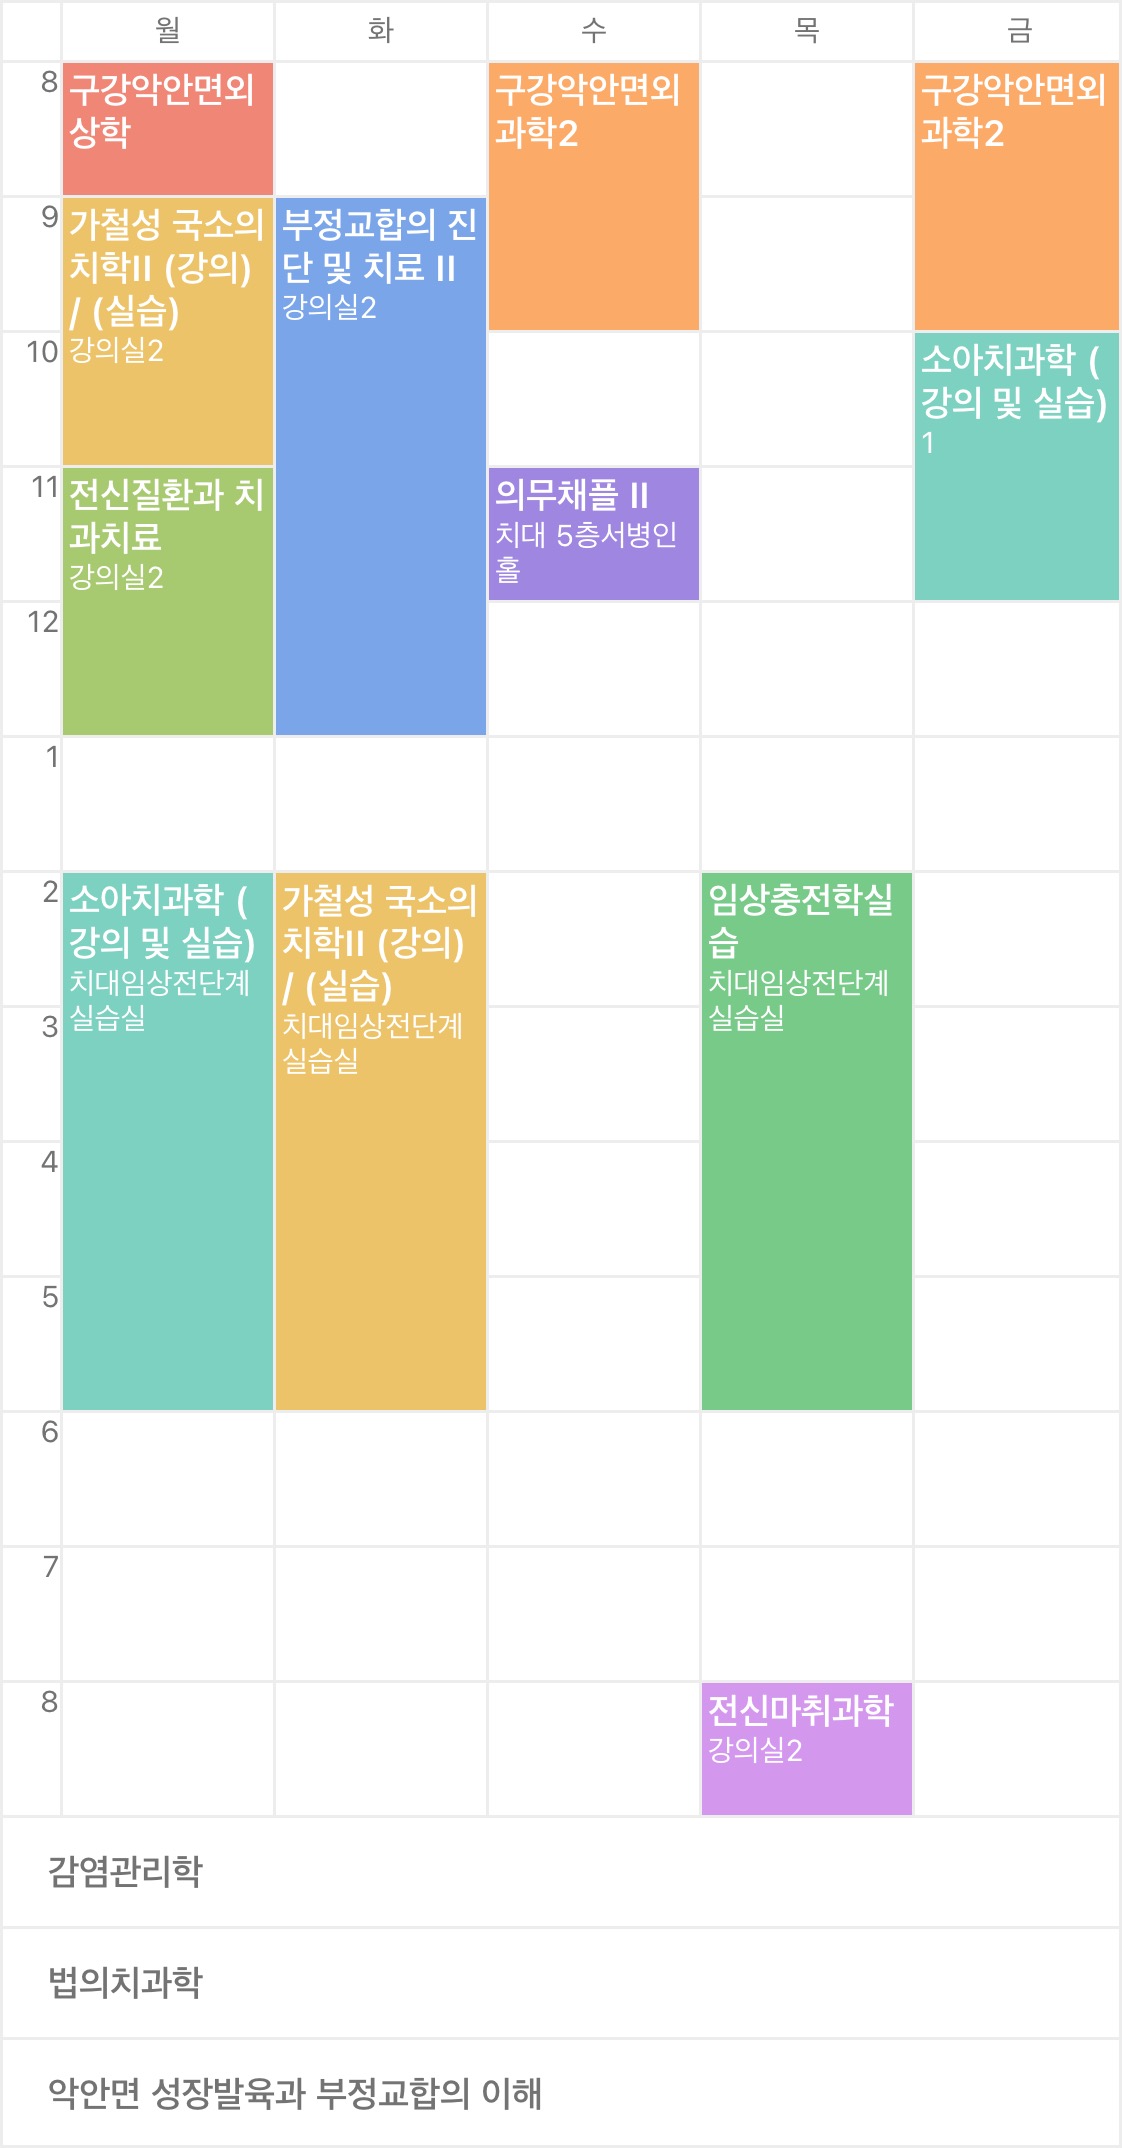 월 화 수 목 금
8
구강악안면외
상학
구강악안면외
과학2
구강악안면외
과학2
9
가철성 국소의
치학II (강의)
/ (실습)
강의실2
부정교합의 진
단 및 치료 II
강의실2
10
소아치과학 (
강의 및 실습)
1
11
전신질환과 치
과치료
강의실2
의무채플 II
치대 5층서병인
홀
12
1
2
소아치과학 (
강의 및 실습)
치대임상전단계
실습실
가철성 국소의
치학II (강의)
/ (실습)
치대임상전단계
실습실
임상충전학실
습
치대임상전단계
실습실
3
4
5
6
7
8
전신마취과학
강의실2
감염관리학
법의치과학
악안면 성장발육과 부정교합의 이해